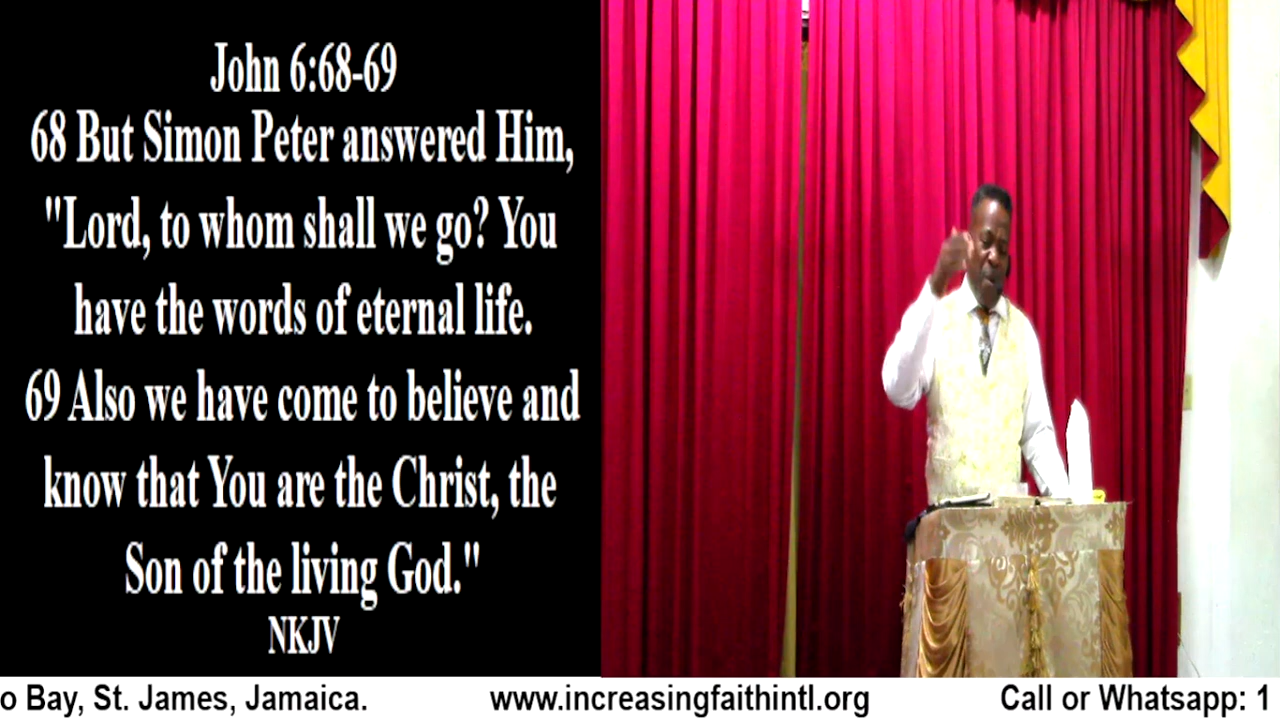 John 6:68-69
68 But Simon Peter answered Him,
"Lord, to whom shall we go? You
have the words of eternal life.
69 Also we have come to believe and
know that You are the Christ, the
Son of the living God."
NKJV
o Bay, St. James, Jamaica. www.increasingfaithintl.org Call or Whatsapp: 1